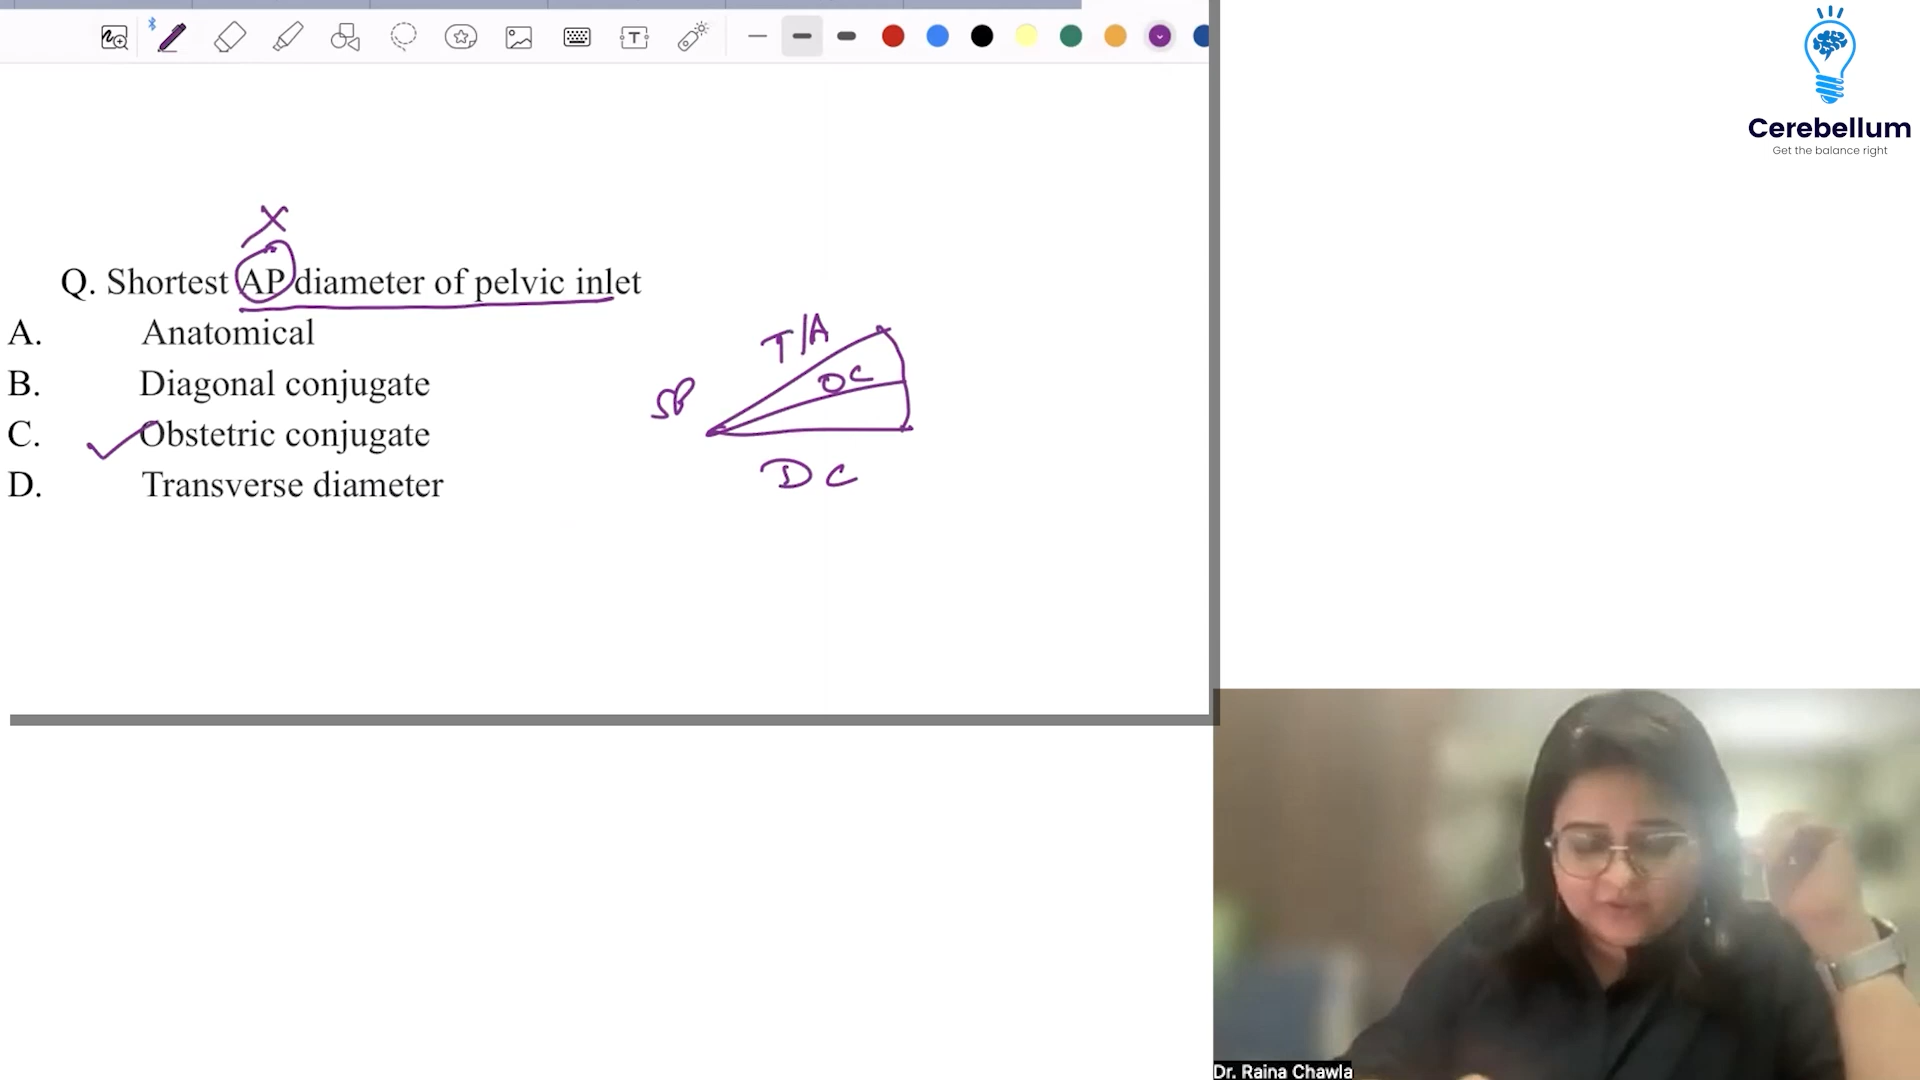 Cerebellum
Get the balance right
X
Q. Shortest AP diameter of pelvic inlet
A. Anatomical
B. Diagonal conjugate
C. Obstetric conjugate
D. Transverse diameter
T/A
OC
SP
DC
T
Dr. Raina Chawla